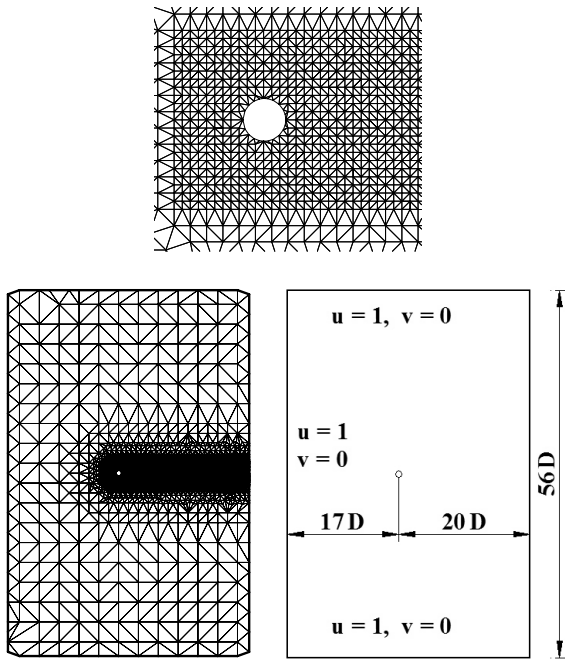 u = 1, v = 0
u = 1
v = 0
17 D
20 D
56 D
u = 1, v = 0